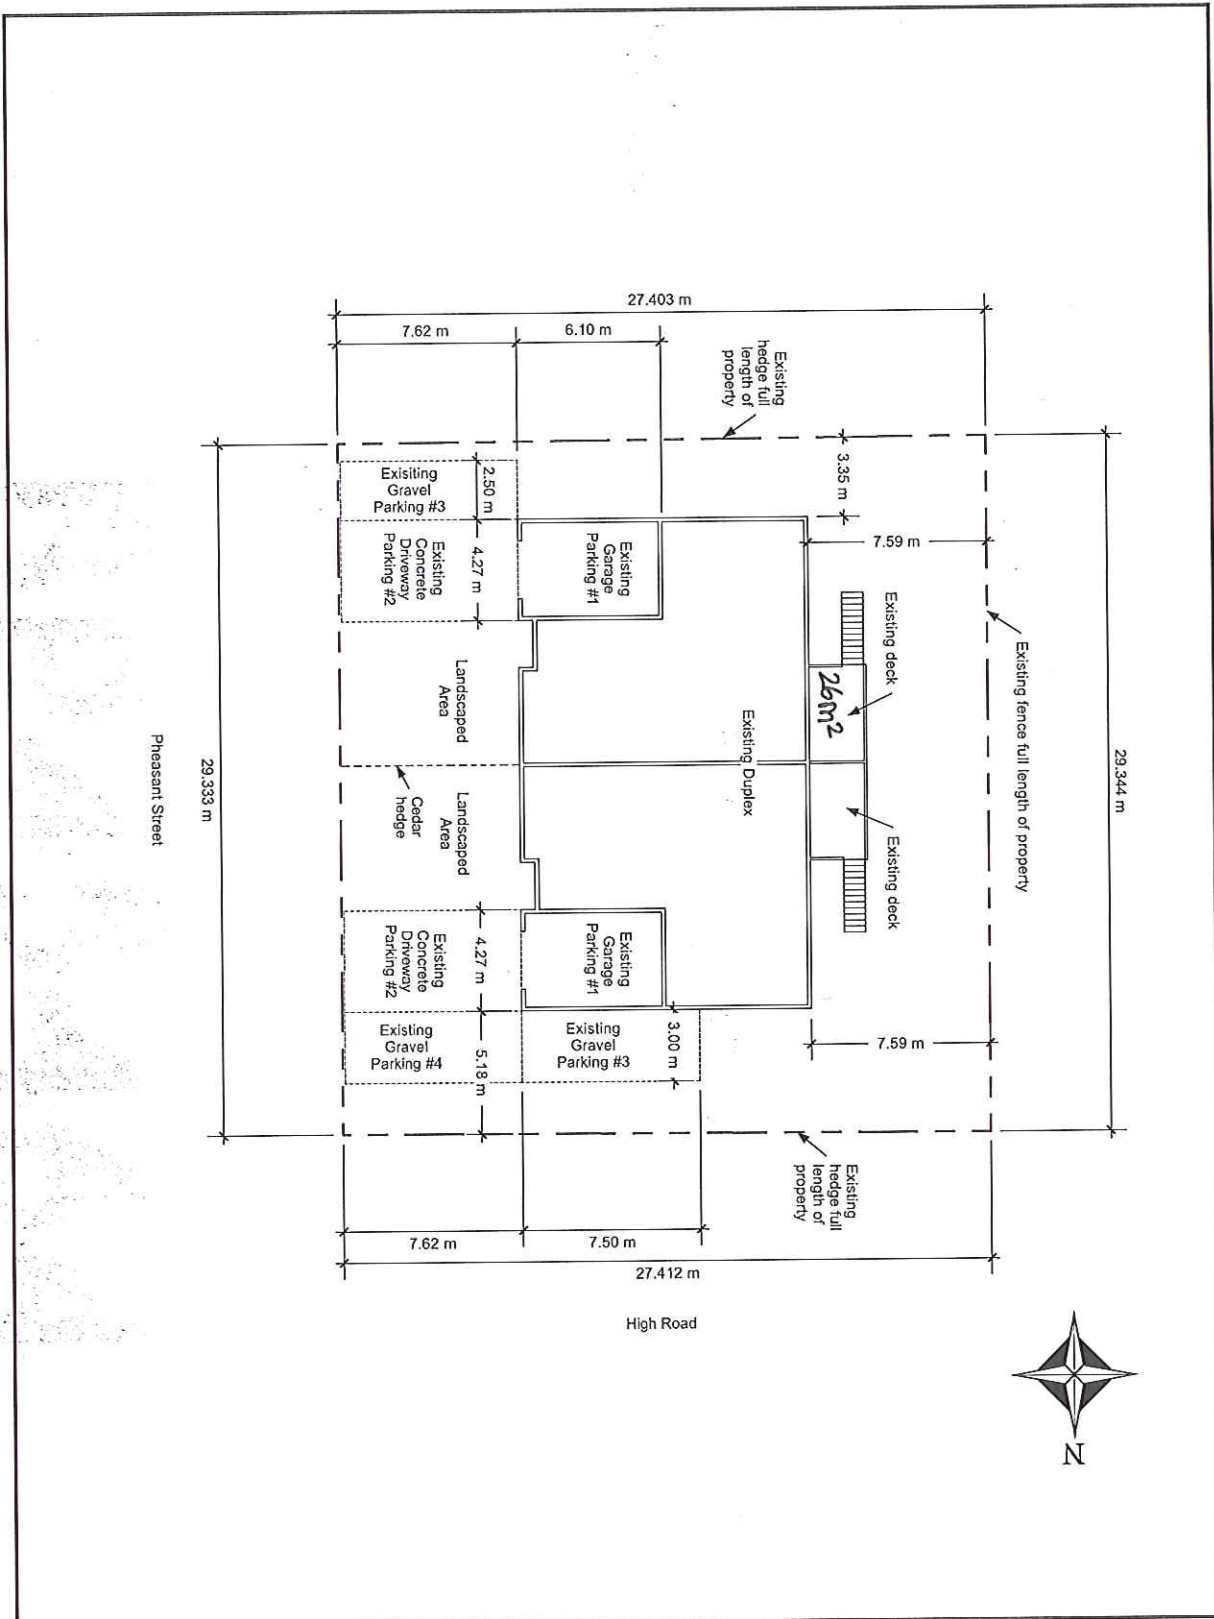 27.403 m
7.62 m
6.10 m
Existing
hedge full
length of
property
3.35 m
7.59 m
Exisiting
Gravel
Parking #3
2.50 m
Existing
Concrete
Driveway
Parking #2
4.27 m
Existing
Garage
Parking #1
Existing deck
26m²
Existing fence full length of property
Landscaped
Area
Existing Duplex
Pheasant Street
29.333 m
29.344 m
Cedar
hedge
Landscaped
Area
Existing deck
Existing
Concrete
Driveway
Parking #2
4.27 m
Existing
Garage
Parking #1
Existing
Gravel
Parking #4
5.18 m
Existing
Gravel
Parking #3
3.00 m
7.59 m
Existing
hedge full
length of
property
7.62 m
7.50 m
27.412 m
High Road
N